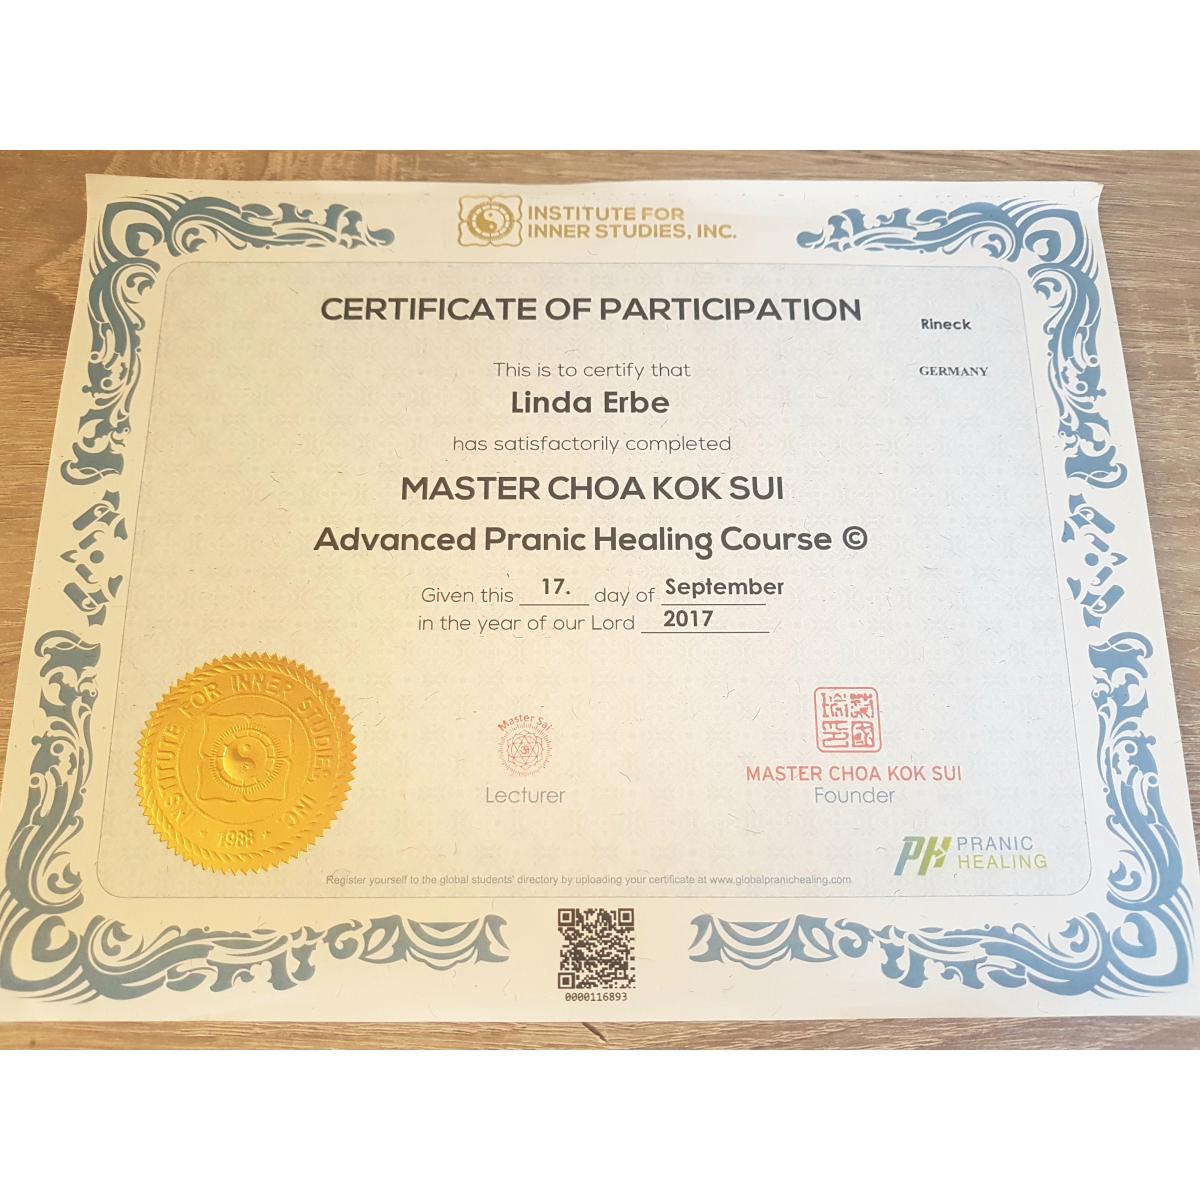 INSTITUTE FOR
INNER STUDIES, INC.
CERTIFICATE OF PARTICIPATION
Rineck
GERMANY
This is to certify that
Linda Erbe
has satisfactorily completed
MASTER CHOA KOK SUI
Advanced Pranic Healing Course ©
Given this 17. day of September
in the year of our Lord 2017
INSTITUTE FOR INNER STUDIES INC.
1988
Master Sai
Lecturer
MASTER CHOA KOK SUI
Founder
PH PRANIC
HEALING
Register yourself to the global students' directory by uploading your certificate at www.globalpranichealing.com
0000116893